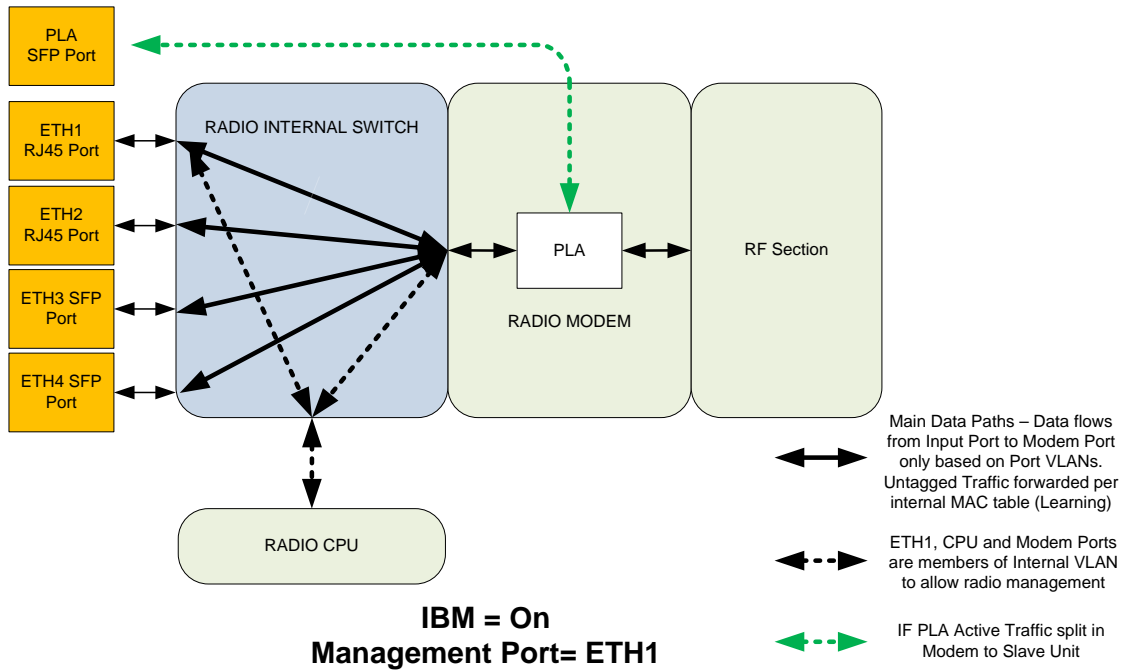 PLA
SFP Port
ETH1
RJ45 Port
ETH2
RJ45 Port
ETH3 SFP
Port
ETH4 SFP
Port
RADIO INTERNAL SWITCH
PLA
RADIO MODEM
RF Section
RADIO CPU
Main Data Paths – Data flows
from Input Port to Modem Port
only based on Port VLANs.
Untagged Traffic forwarded per
internal MAC table (Learning)
ETH1, CPU and Modem Ports
are members of Internal VLAN
to allow radio management
IF PLA Active Traffic split in
Modem to Slave Unit
IBM = On
Management Port= ETH1